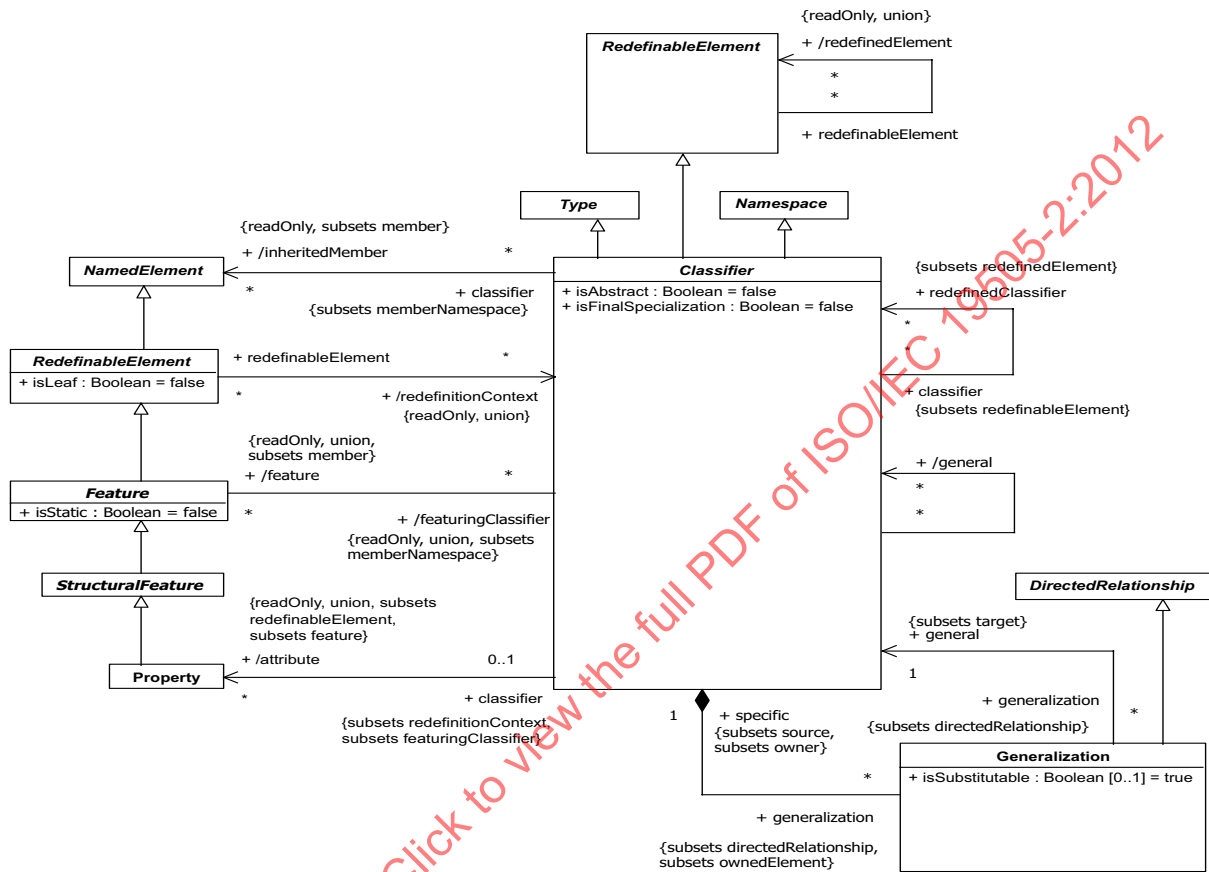 {readOnly, union}
+ /redefinedElement
RedefinableElement
*
*
+ redefinableElement
Type
Namespace
{readOnly, subsets member}
+ /inheritedMember
*
NamedElement
*
+ classifier
{subsets memberNamespace}
Classifier
+ isAbstract : Boolean = false
+ isFinalSpecialization : Boolean = false
{subsets redefinedElement}
+ redefinedClassifier
*
*
+ classifier
{subsets redefinableElement}
RedefinableElement
+ isLeaf : Boolean = false
+ redefinableElement
*
*
+ /redefinitionContext
{readOnly, union}
{readOnly, union,
subsets member}
+ /feature
*
Feature
+ isStatic : Boolean = false
*
+ /featuringClassifier
{readOnly, union, subsets
memberNamespace}
+ /general
*
*
StructuralFeature
{readOnly, union, subsets
redefinableElement,
subsets feature}
+ /attribute
0..1
Property
*
+ classifier
{subsets redefinitionContext,
subsets featuringClassifier}
DirectedRelationship
{subsets target}
+ general
1
+ generalization
*
{subsets directedRelationship}
1
+ specific
{subsets source,
subsets owner}
*
+ generalization
{subsets directedRelationship,
subsets ownedElement}
Generalization
+ isSubstitutable : Boolean [0..1] = true
Click to view the full PDF of ISO/IEC 19505-2:2012